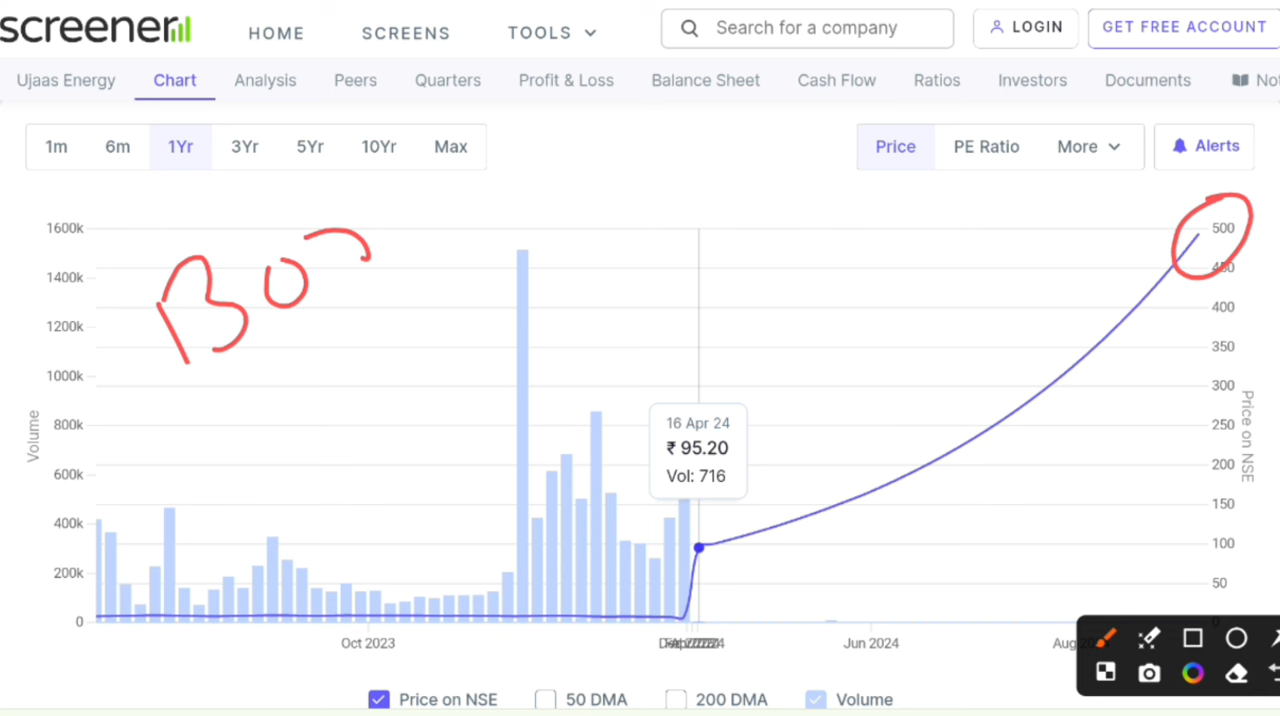 screener HOME SCREENS TOOLS Search for a company LOGIN GET FREE ACCOUNT
Ujaas Energy Chart Analysis Peers Quarters Profit & Loss Balance Sheet Cash Flow Ratios Investors Documents
1m 6m 1Yr 3Yr 5Yr 10Yr Max Price PE Ratio More Alerts
1600k 500
1400k 450
400
1200k
350
1000k
300
800k 250
600k 200
150
400k
100
200k
50
0
Volume
Price on NSE
16 Apr 24
₹ 95.20
Vol: 716
Oct 2023 Jun 2024
Price on NSE 50 DMA 200 DMA Volume